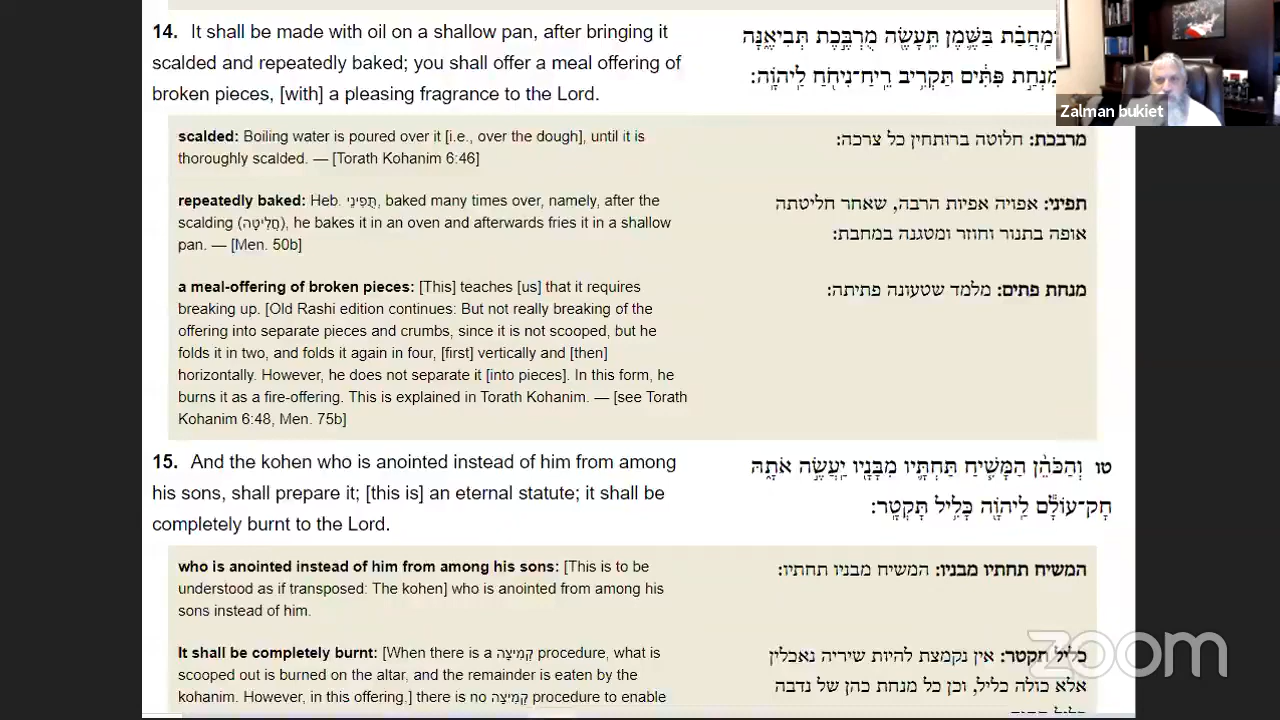 14. It shall be made with oil on a shallow pan, after bringing it
scalded and repeatedly baked; you shall offer a meal offering of
broken pieces, [with] a pleasing fragrance to the Lord.
מַֽחֲבַ֗ת בַּשֶּׁ֛מֶן תֵּֽעָשֶׂ֖ה מֻרְבֶּ֣כֶת תְּבִיאֶ֑נָּה
מִנְחַ֣ת פִּתִּ֔ים תַּקְרִ֥יב רֵֽיחַ־נִיחֹ֖חַ לַֽיהוָֹֽה:
Zalman bukiet
scalded: Boiling water is poured over it [i.e., over the dough], until it is
thoroughly scalded. — [Torath Kohanim 6:46]
מרבכת: חלוטה ברותחין כל צרכה:
repeatedly baked: Heb. תֻּפִינֵי, baked many times over, namely, after the
scalding (חֲלִיטָה), he bakes it in an oven and afterwards fries it in a shallow
pan. — [Men. 50b]
תפיני: אפויה אפיות הרבה, שאחר חליטתה
אופה בתנור וחוזר ומטגנה במחבת:
a meal-offering of broken pieces: [This] teaches [us] that it requires
breaking up. [Old Rashi edition continues: But not really breaking of the
offering into separate pieces and crumbs, since it is not scooped, but he
folds it in two, and folds it again in four, [first] vertically and [then]
horizontally. However, he does not separate it [into pieces]. In this form, he
burns it as a fire-offering. This is explained in Torath Kohanim. — [see Torath
Kohanim 6:48, Men. 75b]
מנחת פתים: מלמד שטעונה פתיתה:
15. And the kohen who is anointed instead of him from among
his sons, shall prepare it; [this is] an eternal statute; it shall be
completely burnt to the Lord.
טו וְהַכֹּהֵ֨ן הַמָּשִׁ֧יחַ תַּחְתָּ֛יו מִבָּנָ֖יו יַֽעֲשֶׂ֣ה אֹתָ֑הּ
חָק־עוֹלָ֕ם לַֽיהוָֹ֖ה כָּלִ֥יל תָּקְטָֽר:
who is anointed instead of him from among his sons: [This is to be
understood as if transposed: The kohen] who is anointed from among his
sons instead of him.
המשיח תחתיו מבניו: המשיח מבניו תחתיו:
It shall be completely burnt: [When there is a קְמִיצָה procedure, what is
scooped out is burned on the altar, and the remainder is eaten by the
kohanim. However, in this offering.] there is no קְמִיצָה procedure to enable
כליל תקטר: אין נקמצת להיות שיריה נאכלין
אלא כולה כליל, וכן כל מנחת כהן של נדבה
zoom